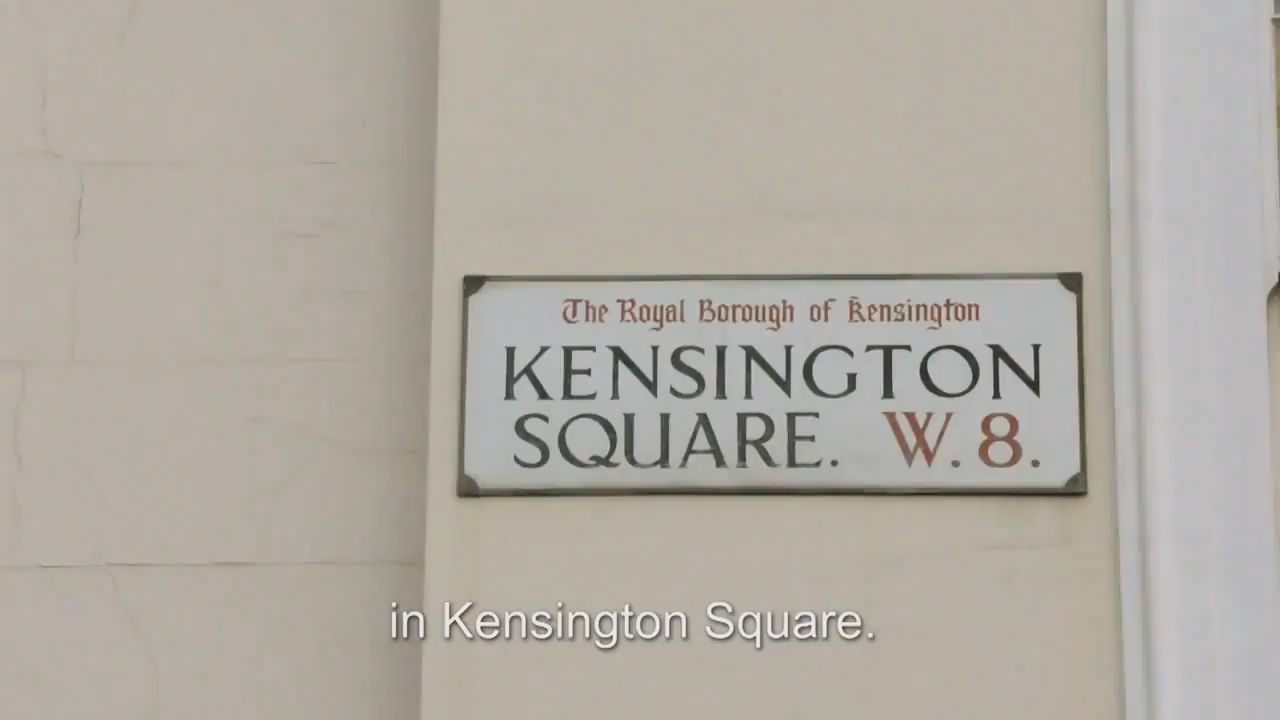 The Royal Borough of Kensington
KENSINGTON
SQUARE. W.8.
in Kensington Square.